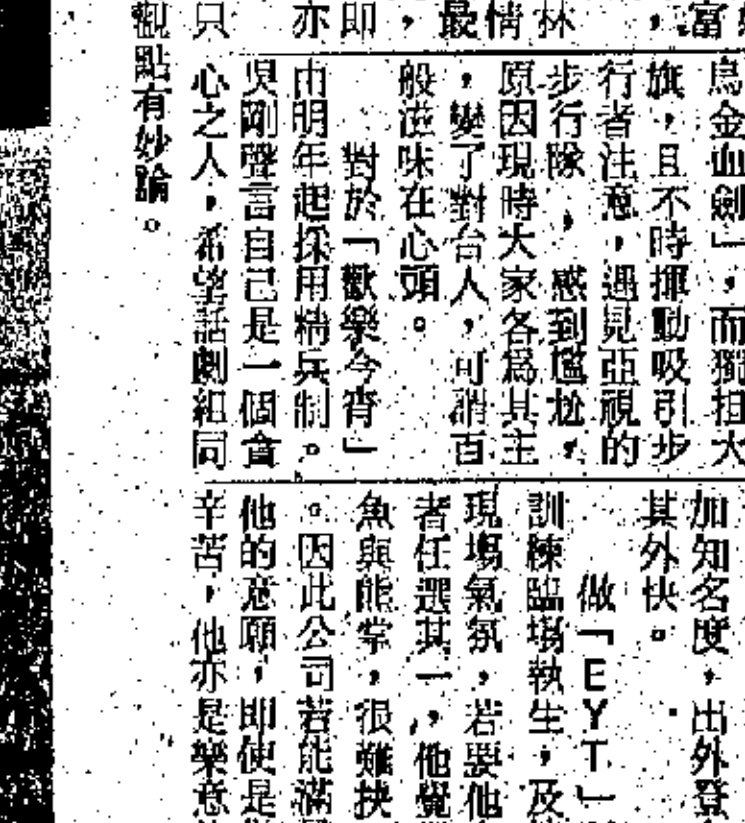 富
林
情
最
，
即
亦
只
觀點有妙論。
烏金血劍」，而獨担大
旗，且不時揮動吸引步
行者注意，遇見亞視的
步行隊，感到尷尬，
原因現時大家各為其主
，變了對台人，可謂百
般滋味在心頭。
對於「歡樂今宵」
由明年起採用精兵制。
吳剛聲言自己是一個貪
心之人，希望話劇組同
加知名度，出外登
其外快。
做「EYT」
訓練臨場執生，及
現場氣氛，若要他
者任選其一，他覺
魚與熊掌，很難抉
。因此公司若能滿
他的意願，即使是
辛苦，他亦是樂意